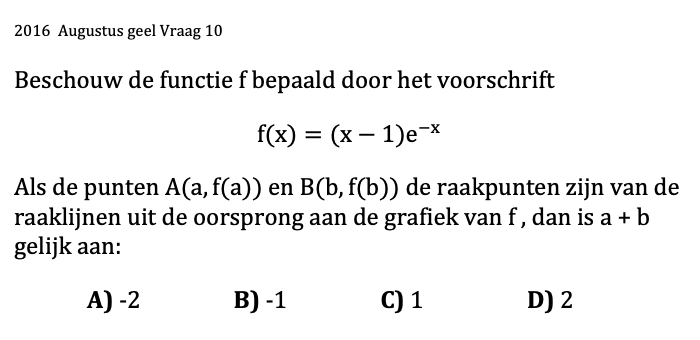 2016 Augustus geel Vraag 10
Beschouw de functie f bepaald door het voorschrift
f(x) = (x − 1)e⁻ˣ
Als de punten A(a, f(a)) en B(b, f(b)) de raakpunten zijn van de
raaklijnen uit de oorsprong aan de grafiek van f , dan is a + b
gelijk aan:
A) -2 B) -1 C) 1 D) 2